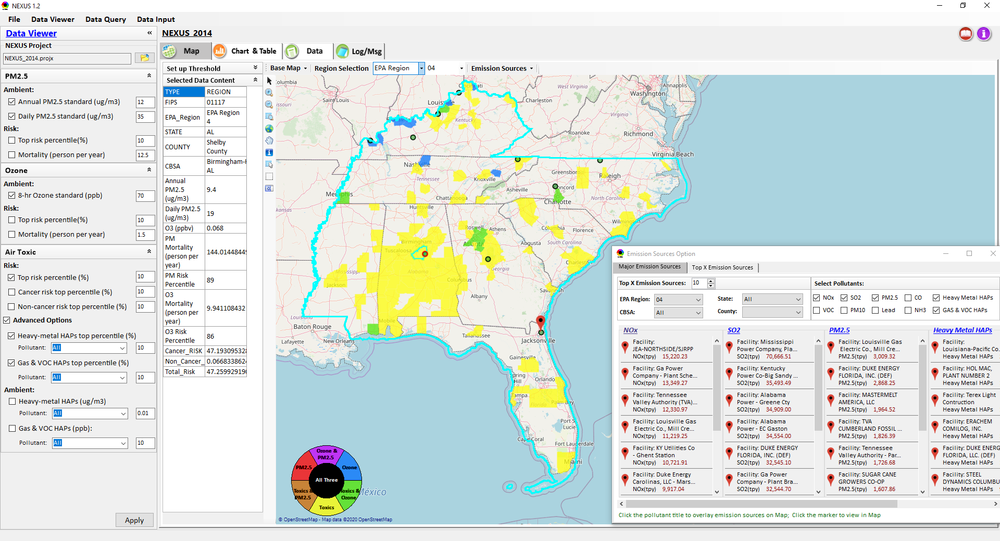 NEXUS 1.2
File Data Viewer Data Query Data Input
Data Viewer «
NEXUS Project
NEXUS_2014.projx
PM2.5
Ambient:
Annual PM2.5 standard (ug/m3) 12
Daily PM2.5 standard (ug/m3) 35
Risk:
Top risk percentile(%) 10
Mortality (person per year) 12.5
Ozone
Ambient:
8-hr Ozone standard (ppb) 70
Risk:
Top risk percentile(%) 10
Mortality (person per year) 1.5
Air Toxic
Risk:
Top risk percentile (%) 10
Cancer risk top percentile (%) 10
Non-cancer risk top percentile (%) 10
Advanced Options
Heavy-metal HAPs top percentile (%)
Pollutant: All 10
Gas & VOC HAPs top percentile (%)
Pollutant: All 10
Ambient:
Heavy-metal HAPs (ug/m3)
Pollutant: All 0.01
Gas & VOC HAPs (ppb):
Pollutant: All 10
Apply
NEXUS_2014
Map Chart & Table Data Log/Msg
Set up Threshold
Selected Data Content
TYPE REGION
FIPS 01117
EPA_Region EPA Region 4
STATE AL
COUNTY Shelby County
CBSA Birmingham-H AL
Annual PM2.5 (ug/m3) 9.4
Daily PM2.5 (ug/m3) 19
O3 (ppbv) 0.068
PM Mortality (person per year) 144.01448449
PM Risk Percentile 89
O3 Mortality (person per year) 9.941108432
O3 Risk Percentile 86
Cancer_RISK 47.19309532
Non_Cancer_ 0.0668338624
Total_Risk 47.259929190
Base Map Region Selection EPA Region 04 Emission Sources
olumbia
Saint Louis
issouri
Cincinnati
Louisville
Kentucky
Charleston
West Virginia
Washington
Annapolis
Virginia
Roanoke
Richmond
Virginia Beach
Nashville
Tennessee
Knoxville
Greensboro
Raleigh
Asheville
Concord
Charlotte
North Carolina
Memphis
Chattanooga
Huntsville
kansas
Roswell
Athens
Atlanta
Columbia
Florence
Wilmington
South Carolina
Augusta
Charleston
Birmingham
Tuscaloosa
Alabama
Mississippi
Jackson
Georgia
Columbus
Albany
Savannah
Louisiana
Baton Rouge
Lafayette
New Orleans
Mobile
Tallahassee
Jacksonville
Gainesville
Spring Hill
Orlando
Tampa
Florida
Palm Bay
Port S
Lucie
Cape Coral
Fort Lauderdale
Miami
México
Ozone & PM2.5
PM2.5
Ozone
All Three
Toxics & PM2.5
Toxics & Ozone
Toxics
© OpenStreetMap - Map data ©2020 OpenStreetMap
Emission Sources Option
Major Emission Sources Top X Emission Sources
Top X Emission Sources: 10
EPA Region: 04 State: All
CBSA: All County:
Select Pollutants:
NOx SO2 PM2.5 CO Heavy Metal HAPs
VOC PM10 Lead NH3 GAS & VOC HAPs
NOx
Facility:
JEA-NORTHSIDE/SJRPP
NOx(tpy) 15,220.23
Facility: Ga Power
Company - Plant Sche...
NOx(tpy) 13,349.27
Facility: Tennessee
Valley Authority (TVA)...
NOx(tpy) 12,330.97
Facility: Louisville Gas
Electric Co., Mill Cre...
NOx(tpy) 11,219.25
Facility: KY Utilities Co
- Ghent Station
NOx(tpy) 10,721.91
Facility: Duke Energy
Carolinas, LLC - Mars...
NOx(tpy) 9,917.04
SO2
Facility: Mississippi
Power Company, Pla...
SO2(tpy) 70,666.51
Facility: Kentucky
Power Co-Big Sandy ...
SO2(tpy) 35,493.49
Facility: Alabama
Power - Greene Cty
SO2(tpy) 34,909.00
Facility: Alabama
Power - EC Gaston
SO2(tpy) 34,554.00
Facility: DUKE ENERGY
FLORIDA, INC. (DEF)
SO2(tpy) 32,545.10
Facility: Ga Power
Company - Plant Bra...
SO2(tpy) 32,544.70
PM2.5
Facility: Louisville Gas
Electric Co., Mill Cre...
PM2.5(tpy) 3,009.32
Facility: DUKE ENERGY
FLORIDA, INC. (DEF)
PM2.5(tpy) 2,868.25
Facility: MASTERMELT
AMERICA, LLC
PM2.5(tpy) 1,964.52
Facility: TVA
CUMBERLAND FOSSIL ...
PM2.5(tpy) 1,826.39
Facility: Tennessee
Valley Authority - Par...
PM2.5(tpy) 1,726.68
Facility: SUGAR CANE
GROWERS CO-OP
PM2.5(tpy) 1,607.86
Heavy Metal HAPs
Facility:
Louisiana-Pacific Co.
Heavy Metal HAPs
Facility: HOL MAC,
PLANT NUMBER 2
Heavy Metal HAPs
Facility: Terex Light
Contruction
Heavy Metal HAPs
Facility: ERACHEM
COMILOG, INC.
Heavy Metal HAPs
Facility: DUKE ENERG
FLORIDA, LLC. (DEF)
Heavy Metal HAPs
Facility: STEEL
DYNAMICS COLUMBU
Heavy Metal HAPs
Click the pollutant title to overlay emission sources on Map; Click the marker to view in Map